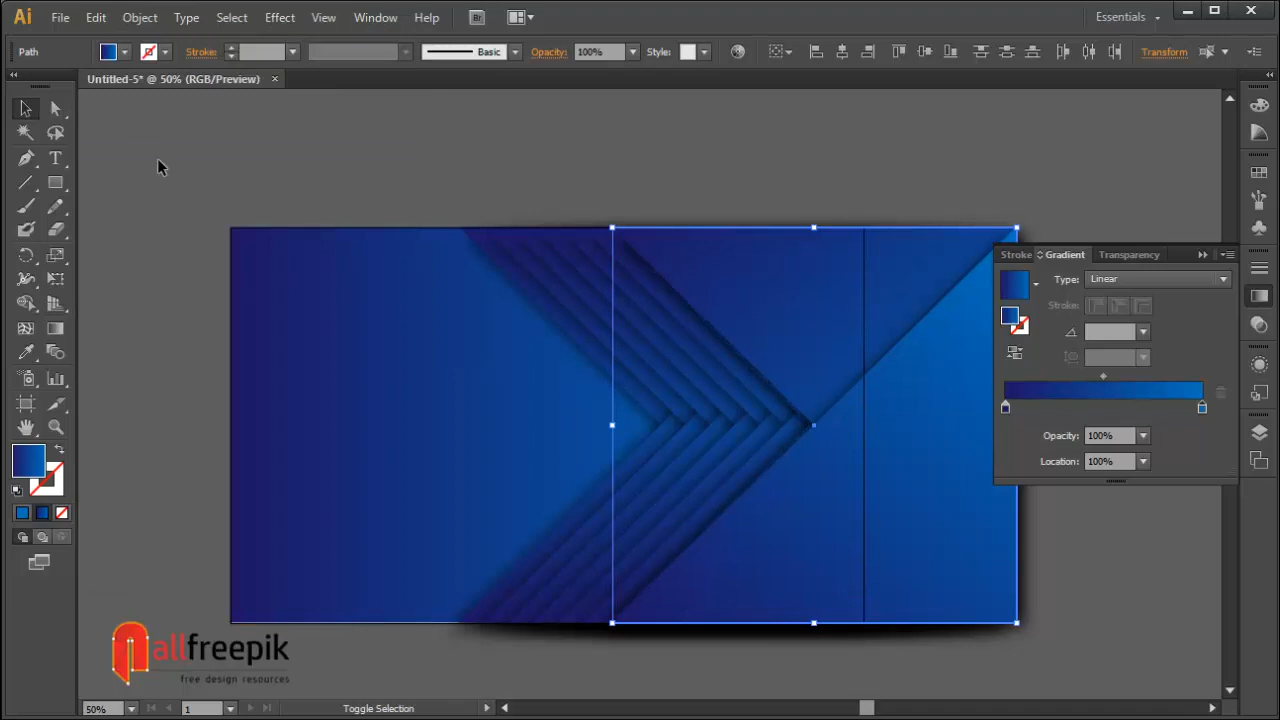 Ai File Edit Object Type Select Effect View Window Help Br Essentials
Path Stroke: Basic Opacity: 100% Style: Transform
Untitled-5* @ 50% (RGB/Preview)
Stroke Gradient Transparency
Type: Linear
Stroke:
Opacity: 100%
Location: 100%
allfreepik
free design resources
50% 1 Toggle Selection